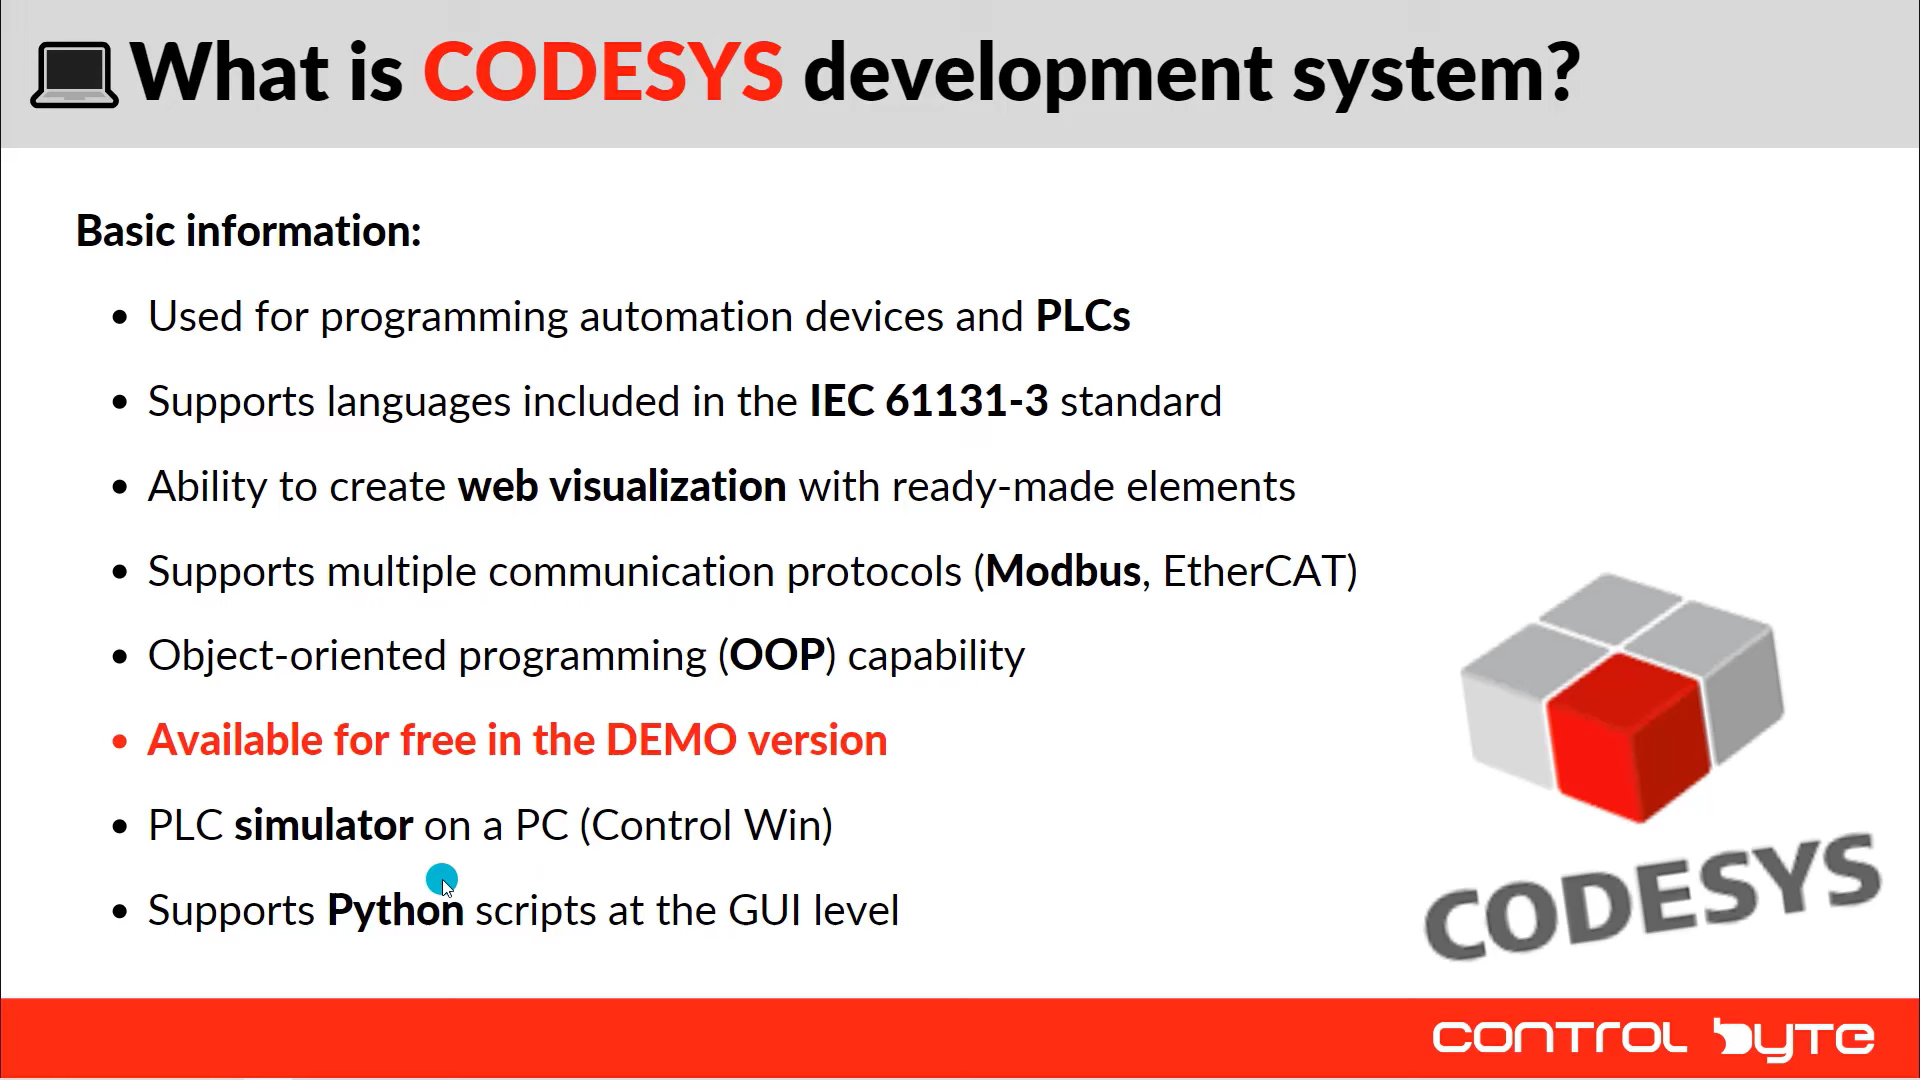 What is CODESYS development system?
Basic information:
• Used for programming automation devices and PLCs
• Supports languages included in the IEC 61131-3 standard
• Ability to create web visualization with ready-made elements
• Supports multiple communication protocols (Modbus, EtherCAT)
• Object-oriented programming (OOP) capability
• Available for free in the DEMO version
• PLC simulator on a PC (Control Win)
• Supports Python scripts at the GUI level
CODESYS
CONTROL BYTE